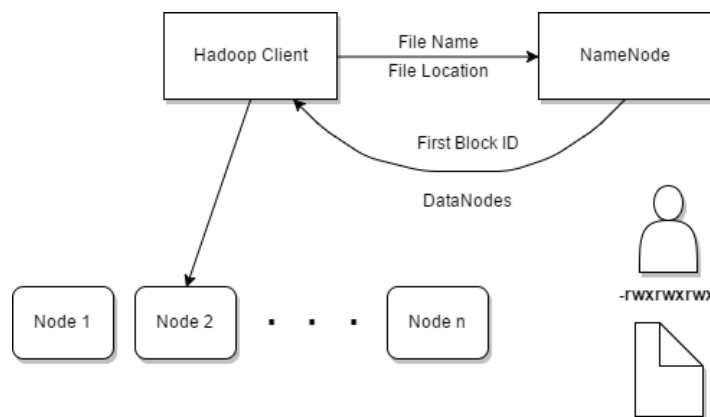 Hadoop Client
File Name
File Location
NameNode
First Block ID
DataNodes
-rwxrwxrwx
Node 1
Node 2
Node n